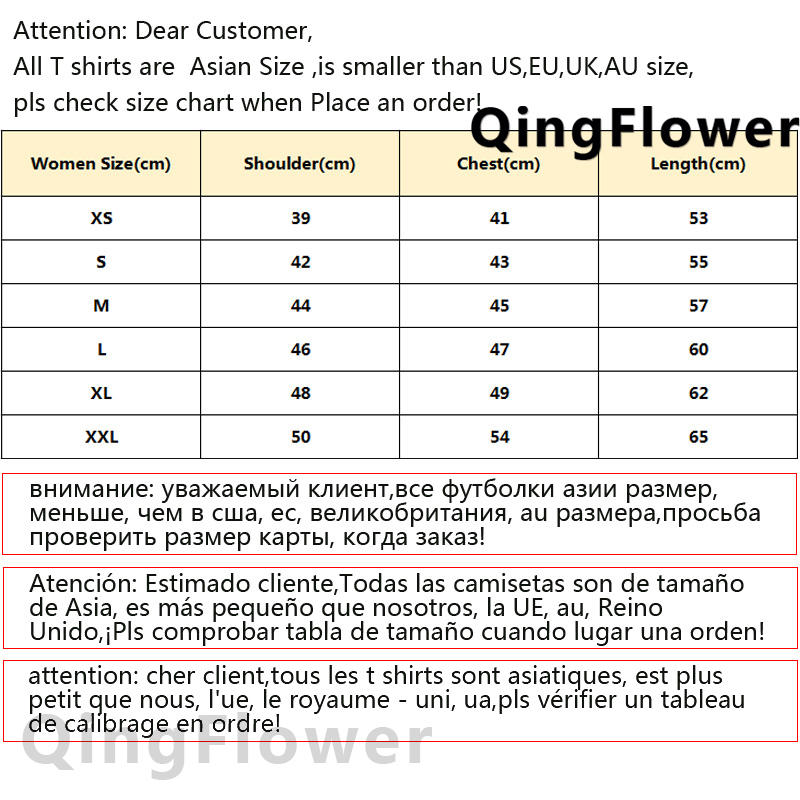 Attention: Dear Customer,
All T shirts are Asian Size ,is smaller than US,EU,UK,AU size,
pls check size chart when Place an order!
QingFlower
Women Size(cm) Shoulder(cm) Chest(cm) Length(cm)
XS 39 41 53
S 42 43 55
M 44 45 57
L 46 47 60
XL 48 49 62
XXL 50 54 65
внимание: уважаемый клиент,все футболки азии размер,
меньше, чем в сша, ес, великобритания, au размера,просьба
проверить размер карты, когда заказ!
Atención: Estimado cliente,Todas las camisetas son de tamaño
de Asia, es más pequeño que nosotros, la UE, au, Reino
Unido,¡Pls comprobar tabla de tamaño cuando lugar una orden!
attention: cher client,tous les t shirts sont asiatiques, est plus
petit que nous, l'ue, le royaume - uni, ua,pls vérifier un tableau
de calibrage en ordre!
QingFlower